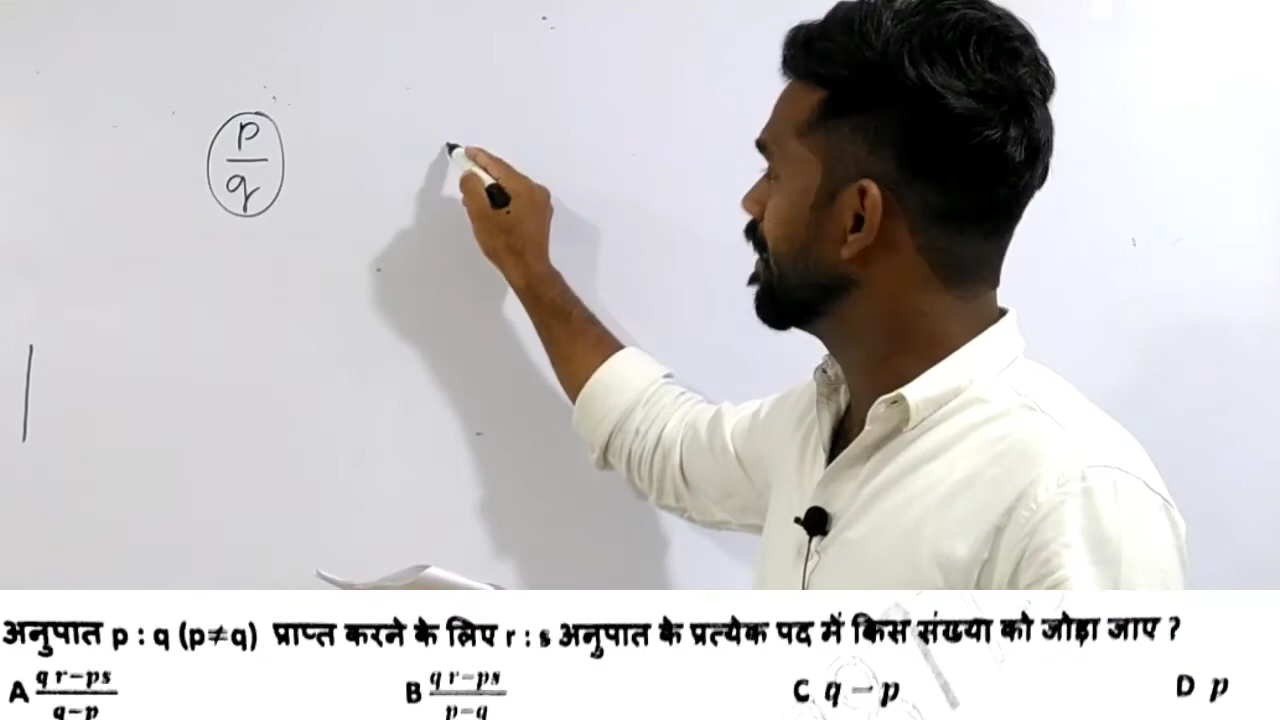 p
q
अनुपात p : q (p≠q) प्राप्त करने के लिए r : s अनुपात के प्रत्येक पद में किस संख्या को जोड़ा जाए ?
A (qr−ps)/(q−p) B (qr−ps)/(p−q) C q − p D p